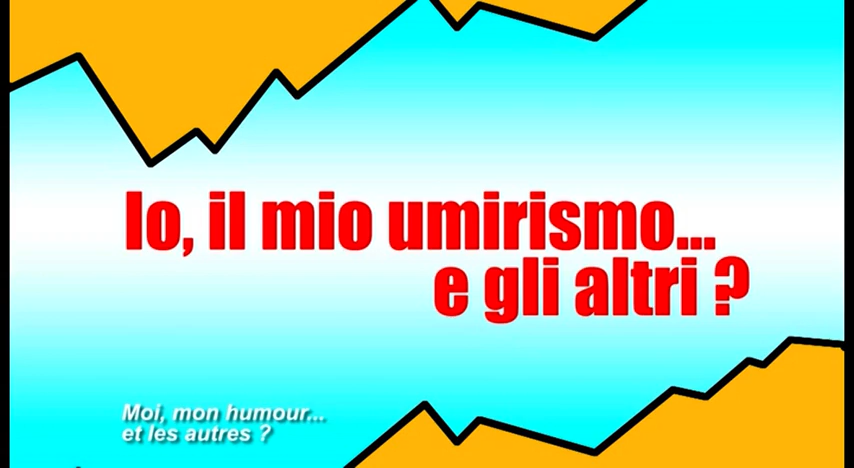 Io, il mio umirismo...
e gli altri ?
Moi, mon humour...
et les autres ?